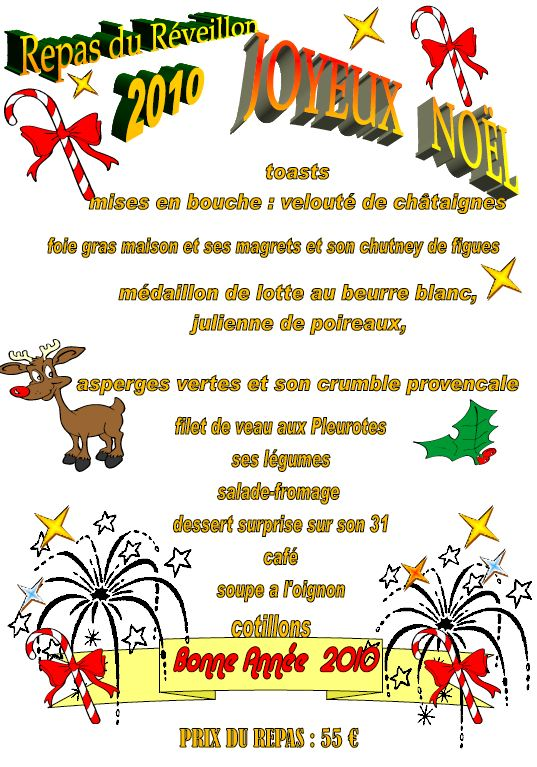 Repas du Réveillon
2010
JOYEUX NOËL
toasts
mises en bouche : velouté de châtaignes
foie gras maison et ses magrets et son chutney de figues
médaillon de lotte au beurre blanc,
julienne de poireaux,
asperges vertes et son crumble provencale
filet de veau aux Pleurotes
ses légumes
salade-fromage
dessert surprise sur son 31
café
soupe a l'oignon
cotillons
Bonne Année 2010
PRIX DU REPAS : 55 €